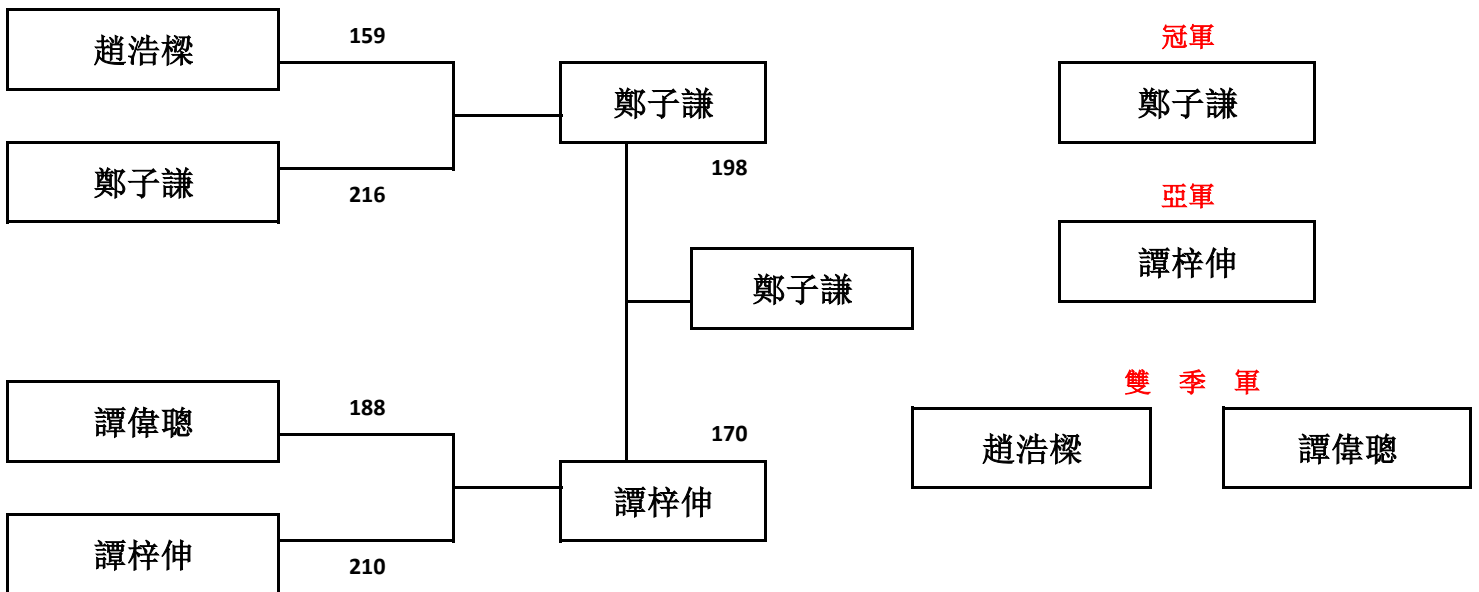 趙浩樑
159
鄭子謙
216
鄭子謙
198
鄭子謙
譚偉聰
188
譚梓伸
210
170
譚梓伸
冠軍
鄭子謙
亞軍
譚梓伸
雙 季 軍
趙浩樑
譚偉聰